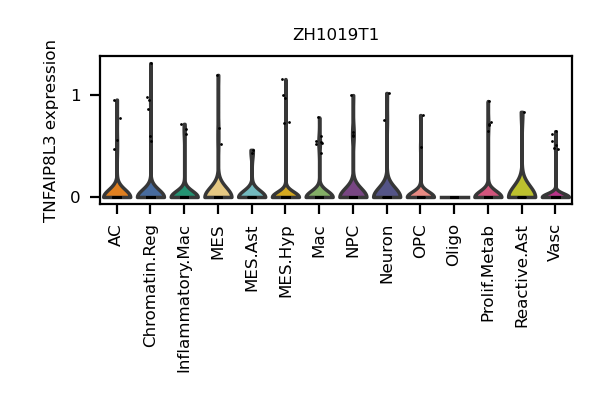 ZH1019T1
TNFAIP8L3 expression
1
0
AC
Chromatin.Reg
Inflammatory.Mac
MES
MES.Ast
MES.Hyp
Mac
NPC
Neuron
OPC
Oligo
Prolif.Metab
Reactive.Ast
Vasc